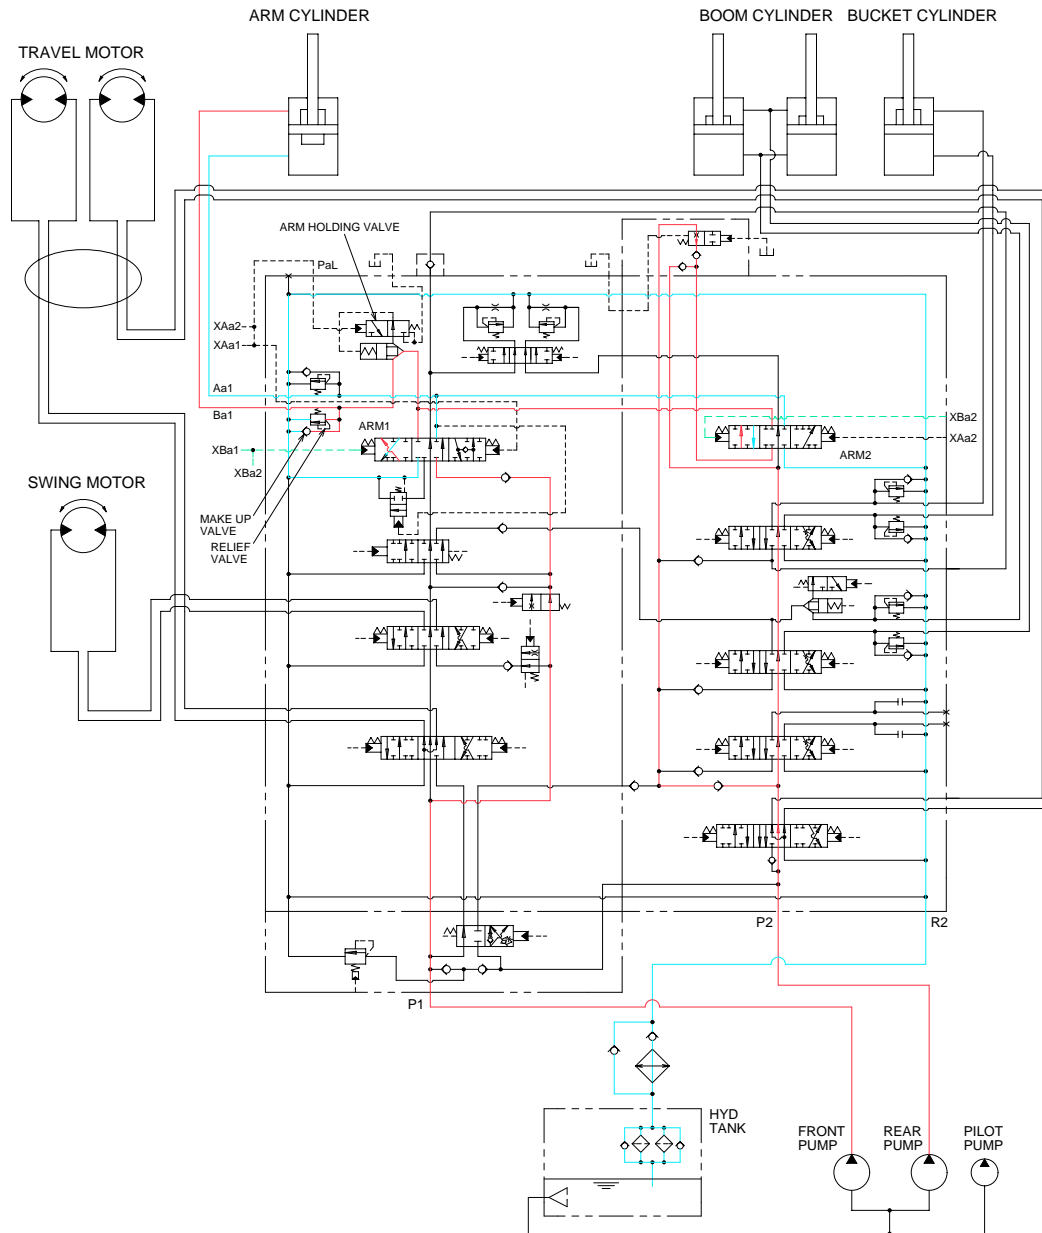 ARM CYLINDER
BOOM CYLINDER
BUCKET CYLINDER
TRAVEL MOTOR
ARM HOLDING VALVE
PaL
XAa2
XAa1
Aa1
Ba1
ARM1
XBa1
XBa2
XBa2
XAa2
ARM2
SWING MOTOR
MAKE UP
VALVE
RELIEF
VALVE
P2
R2
P1
HYD
TANK
FRONT
PUMP
REAR
PUMP
PILOT
PUMP